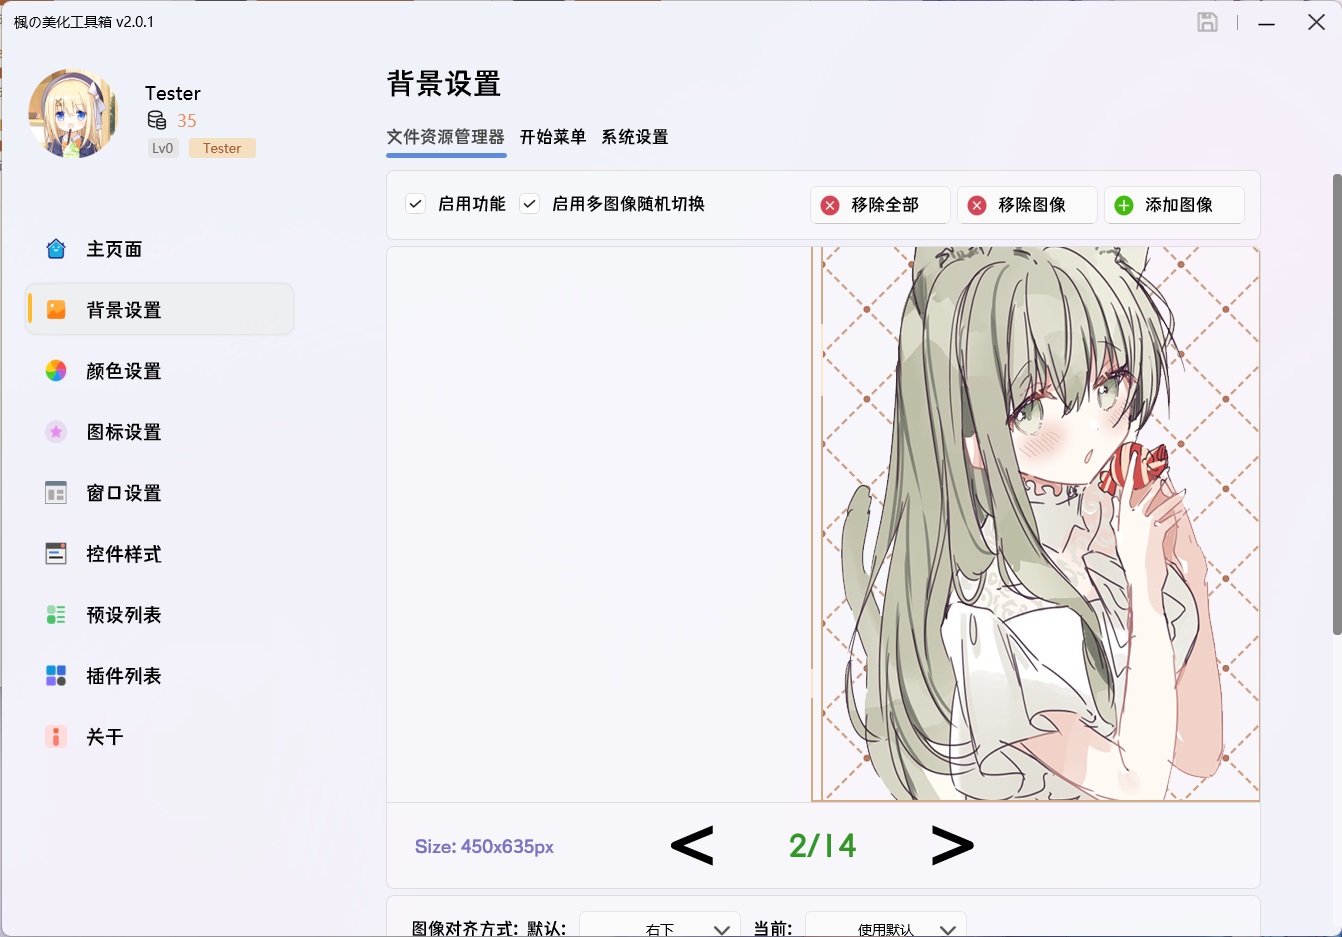 楓の美化工具箱 v2.0.1
Tester
35
Lv0
Tester
主页面
背景设置
颜色设置
图标设置
窗口设置
控件样式
预设列表
插件列表
关于
背景设置
文件资源管理器 开始菜单 系统设置
启用功能 启用多图像随机切换 移除全部 移除图像 添加图像
Size: 450x635px < 2/14 >
图像对齐方式: 默认: 右下 当前: 使用默认